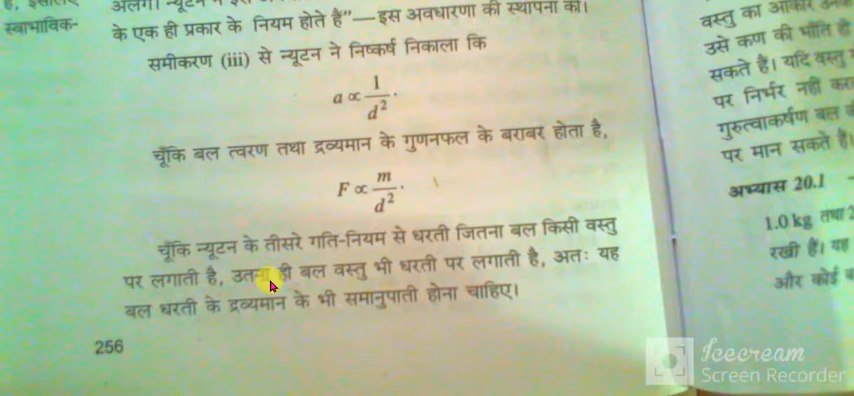 स्वाभाविक-
के एक ही प्रकार के नियम होते हैं”—इस अवधारणा की स्थापना की।
समीकरण (iii) से न्यूटन ने निष्कर्ष निकाला कि
a ∝ 1/d².
चूँकि बल त्वरण तथा द्रव्यमान के गुणनफल के बराबर होता है,
F ∝ m/d².
चूँकि न्यूटन के तीसरे गति-नियम से धरती जितना बल किसी वस्तु
पर लगाती है, उतना ही बल वस्तु भी धरती पर लगाती है, अतः यह
बल धरती के द्रव्यमान के भी समानुपाती होना चाहिए।
256
वस्तु का आकार
उसे कण की भाँति ही
सकते हैं। यदि वस्तु
पर निर्भर नहीं
गुरुत्वाकर्षण बल
पर मान सकते हैं।
अभ्यास 20.1
1.0 kg तथा
रखी हैं। यह
और कोई
Icecream
Screen Recorder